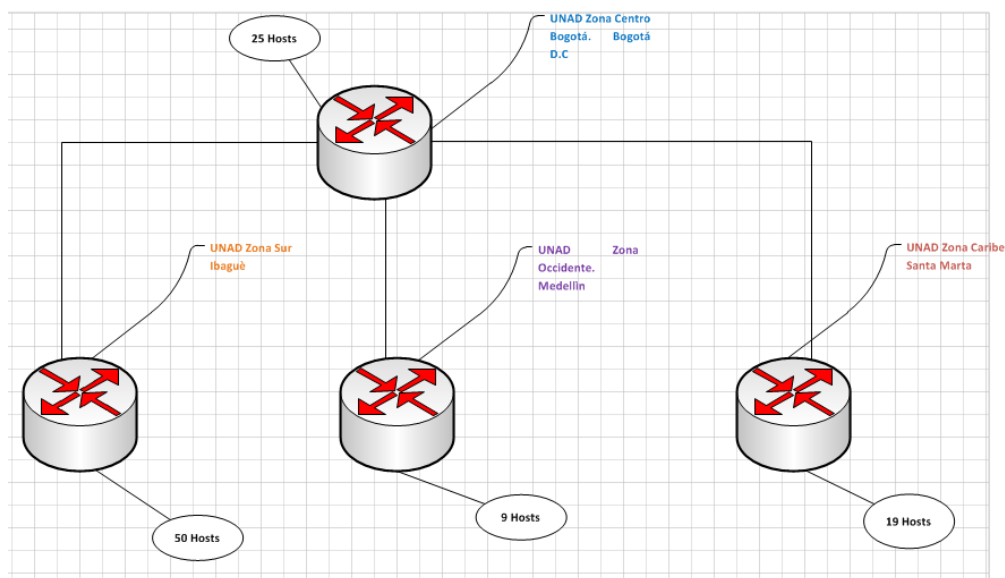 25 Hosts
UNAD Zona Centro
Bogotá. Bogotá
D.C
UNAD Zona Sur
Ibaguè
UNAD Zona
Occidente.
Medellîn
UNAD Zona Caribe
Santa Marta
50 Hosts
9 Hosts
19 Hosts